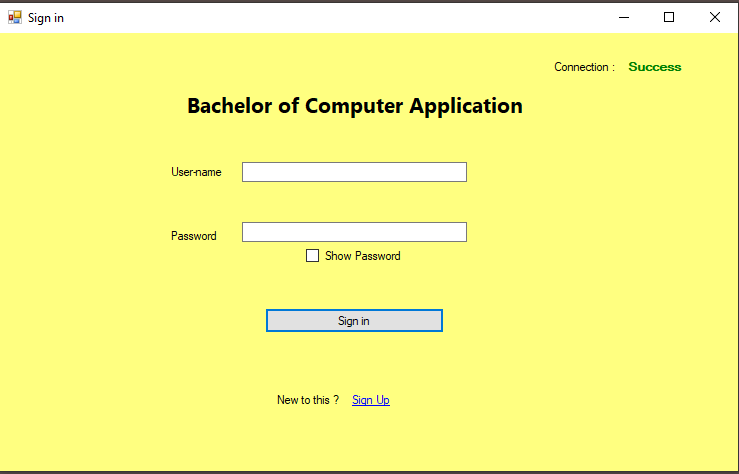 Sign in
Connection : Success
Bachelor of Computer Application
User-name
Password
Show Password
Sign in
New to this ? Sign Up